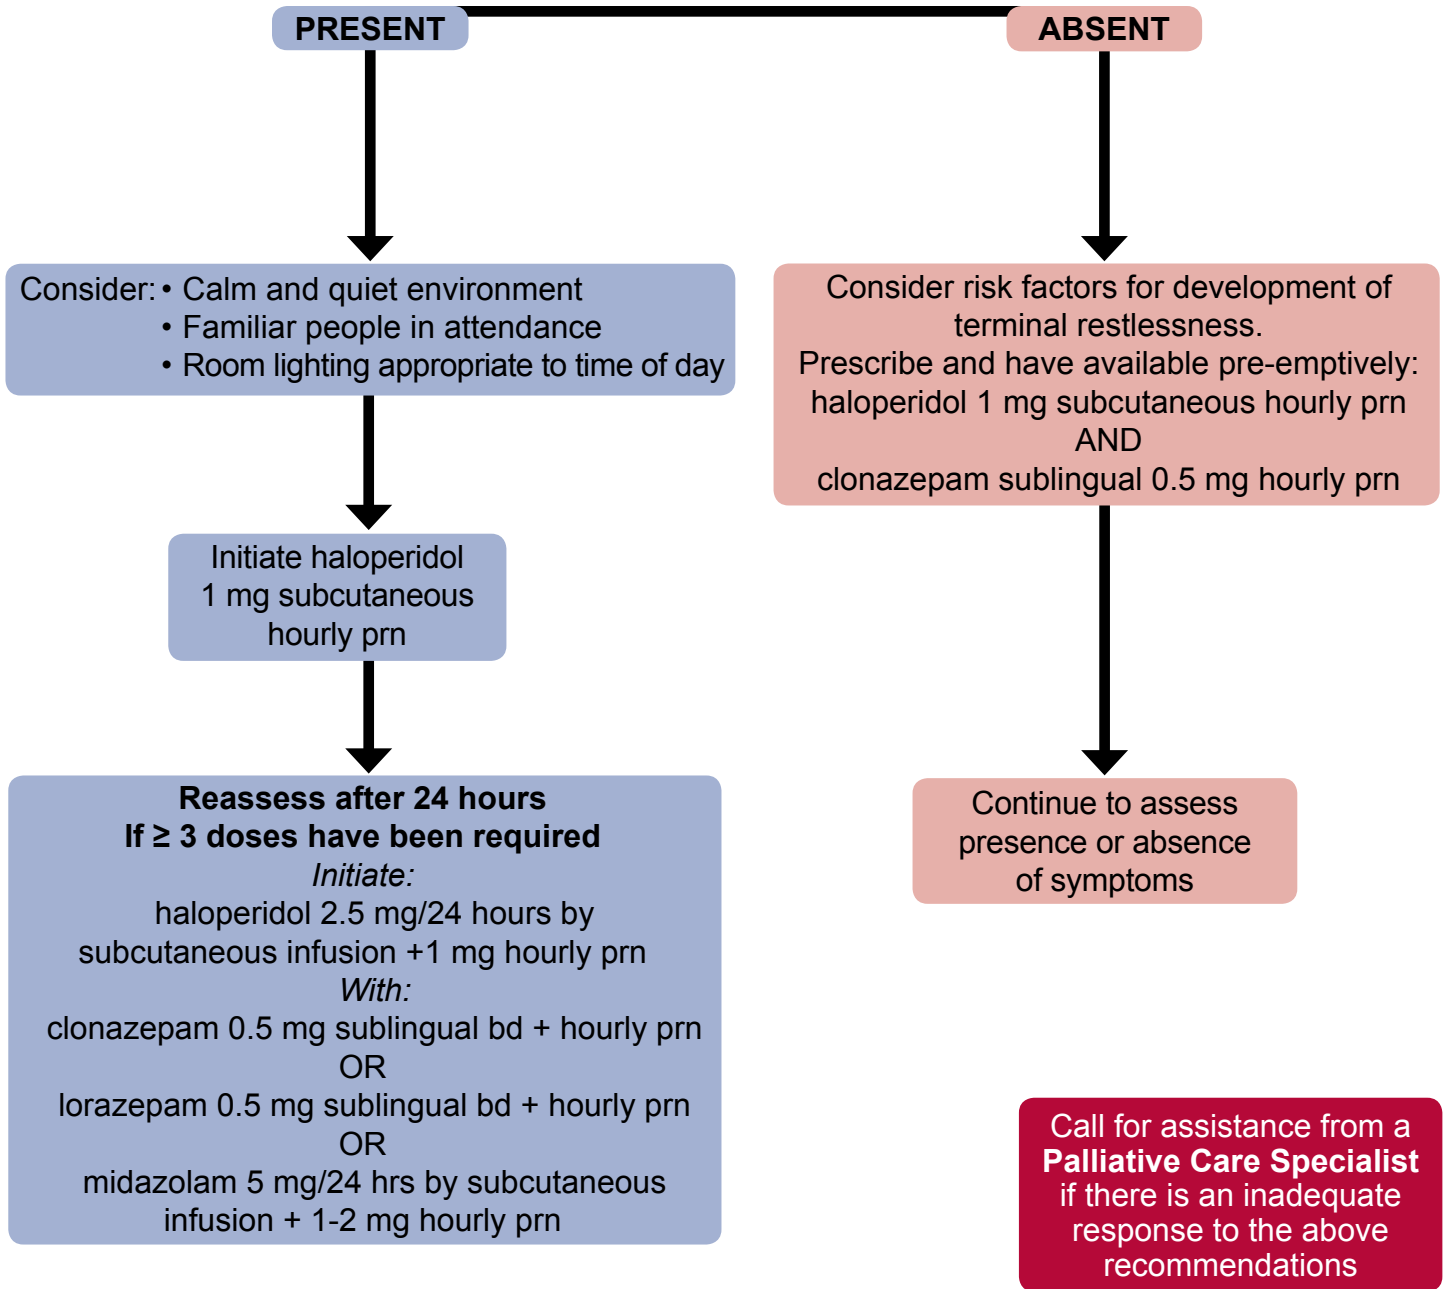 PRESENT
ABSENT
Consider: • Calm and quiet environment
• Familiar people in attendance
• Room lighting appropriate to time of day
Initiate haloperidol
1 mg subcutaneous
hourly prn
Reassess after 24 hours
If ≥ 3 doses have been required
Initiate:
haloperidol 2.5 mg/24 hours by
subcutaneous infusion +1 mg hourly prn
With:
clonazepam 0.5 mg sublingual bd + hourly prn
OR
lorazepam 0.5 mg sublingual bd + hourly prn
OR
midazolam 5 mg/24 hrs by subcutaneous
infusion + 1-2 mg hourly prn
Consider risk factors for development of
terminal restlessness.
Prescribe and have available pre-emptively:
haloperidol 1 mg subcutaneous hourly prn
AND
clonazepam sublingual 0.5 mg hourly prn
Continue to assess
presence or absence
of symptoms
Call for assistance from a
Palliative Care Specialist
if there is an inadequate
response to the above
recommendations